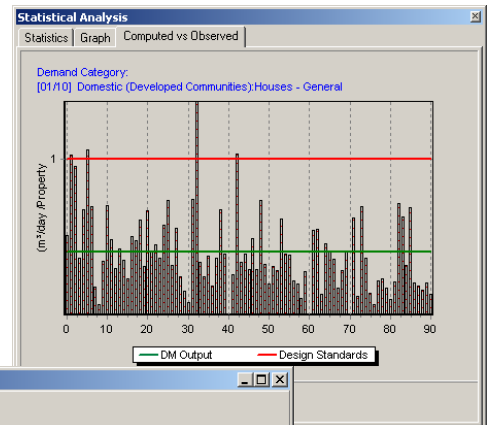 Statistical Analysis
Statistics Graph Computed vs Observed
Demand Category:
[01/10] Domestic (Developed Communities):Houses - General
(m³/day /Property
1
0 10 20 30 40 50 60 70 80 90
DM Output Design Standards